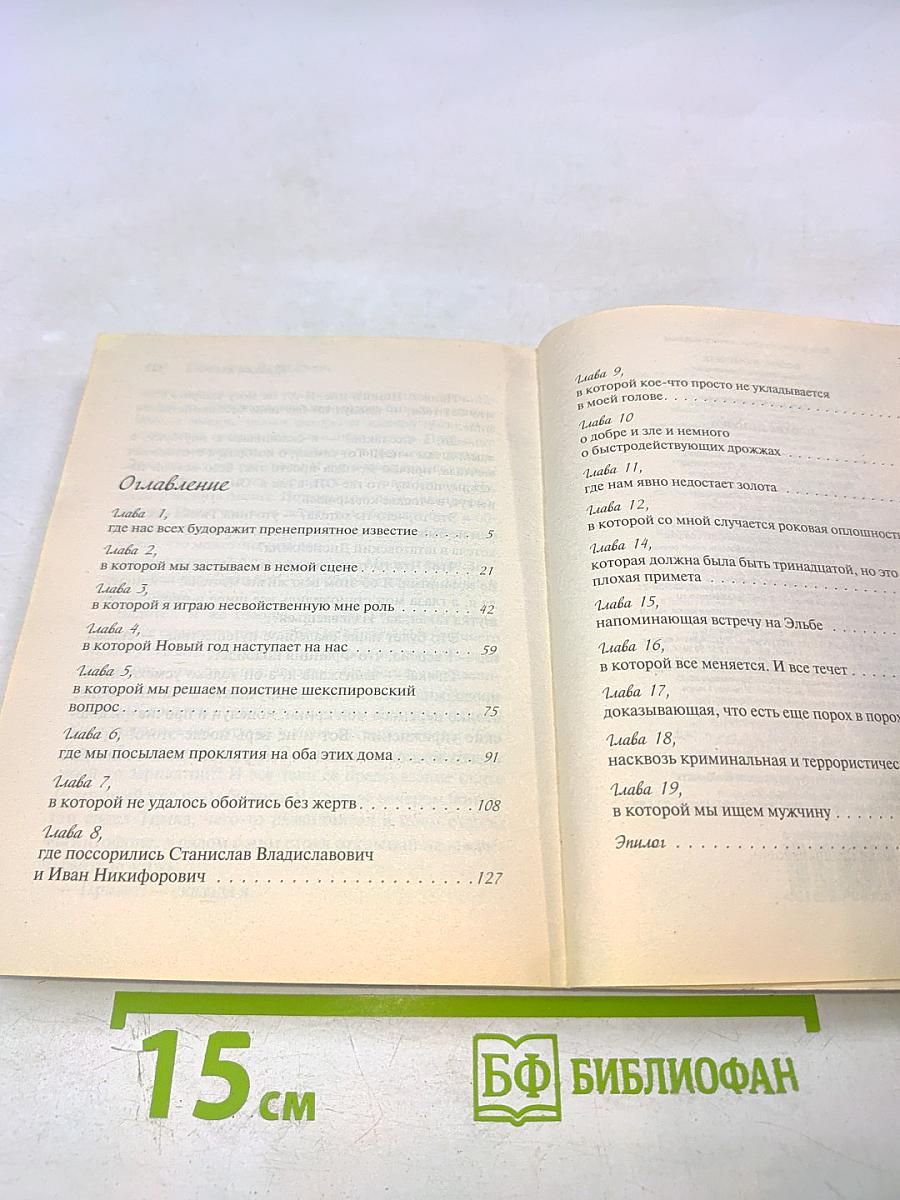 Оглавление
Глава 1,
где нас всех будоражит пренеприятное известие . . . . . . . 5
Глава 2,
в которой мы застываем в немой сцене . . . . . . . . . . . . . 21
Глава 3,
в которой я играю несвойственную мне роль . . . . . . . . 42
Глава 4,
в которой Новый год наступает на нас . . . . . . . . . . . . . 59
Глава 5,
в которой мы решаем поистине шекспировский
вопрос . . . . . . . . . . . . . . . . . . . . . . . . . . . . . . . . . 75
Глава 6,
где мы посылаем проклятия на оба этих дома . . . . . . . 91
Глава 7,
в которой не удалось обойтись без жертв . . . . . . . . . . . 108
Глава 8,
где поссорились Станислав Владиславович
и Иван Никифорович . . . . . . . . . . . . . . . . . . . . . . . 127
Глава 9,
в которой кое-что просто не укладывается
в моей голове . . . . . . . . . . . . . . . . . . .
Глава 10
о добре и зле и немного
о быстродействующих дрожжах . . . . . . . . .
Глава 11,
где нам явно недостает золота . . . . . . . . .
Глава 12,
в которой со мной случается роковая оплошность
Глава 14,
которая должна была быть тринадцатой, но это
плохая примета . . . . . . . . . . . . . . . .
Глава 15,
напоминающая встречу на Эльбе . . . . . .
Глава 16,
в которой все меняется. И все течет . . . .
Глава 17,
доказывающая, что есть еще порох в порох
Глава 18,
насквозь криминальная и террористичес
Глава 19,
в которой мы ищем мужчину . . . . . .
Эпилог . . . . . . . . . . . . . . . . . . .
15 см
БФ БИБЛИОФАН